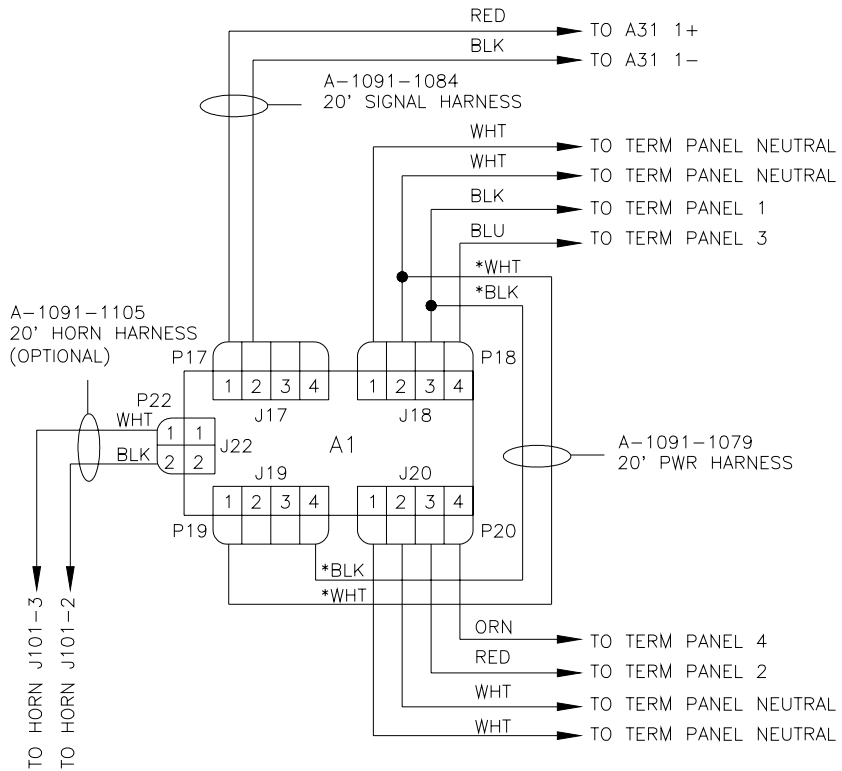 RED
TO A31 1+
BLK
TO A31 1-
A-1091-1084
20' SIGNAL HARNESS
WHT
TO TERM PANEL NEUTRAL
WHT
TO TERM PANEL NEUTRAL
BLK
TO TERM PANEL 1
BLU
TO TERM PANEL 3
*WHT
*BLK
A-1091-1105
20' HORN HARNESS
(OPTIONAL)
P17
P18
1 2 3 4
1 2 3 4
J17
J18
P22
WHT
1 1
J22
BLK
2 2
A1
A-1091-1079
20' PWR HARNESS
J19
J20
1 2 3 4
1 2 3 4
P19
P20
*BLK
*WHT
TO HORN J101-3
TO HORN J101-2
ORN
TO TERM PANEL 4
RED
TO TERM PANEL 2
WHT
TO TERM PANEL NEUTRAL
WHT
TO TERM PANEL NEUTRAL